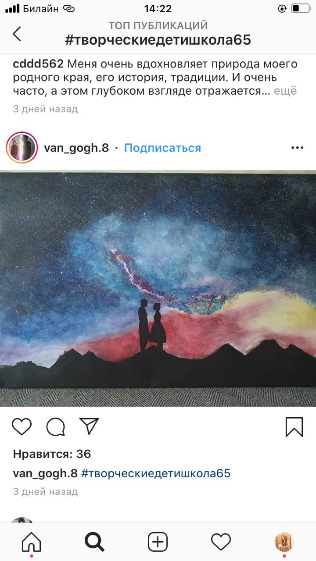 Билайн 14:22
ТОП ПУБЛИКАЦИЙ
#творческиедетишкола65
cddd562 Меня очень вдохновляет природа моего
родного края, его история, традиции. И очень
часто, а этом глубоком взгляде отражается... ещё
3 дней назад
van_gogh.8 · Подписаться
Нравится: 36
van_gogh.8 #творческиедетишкола65
3 дней назад